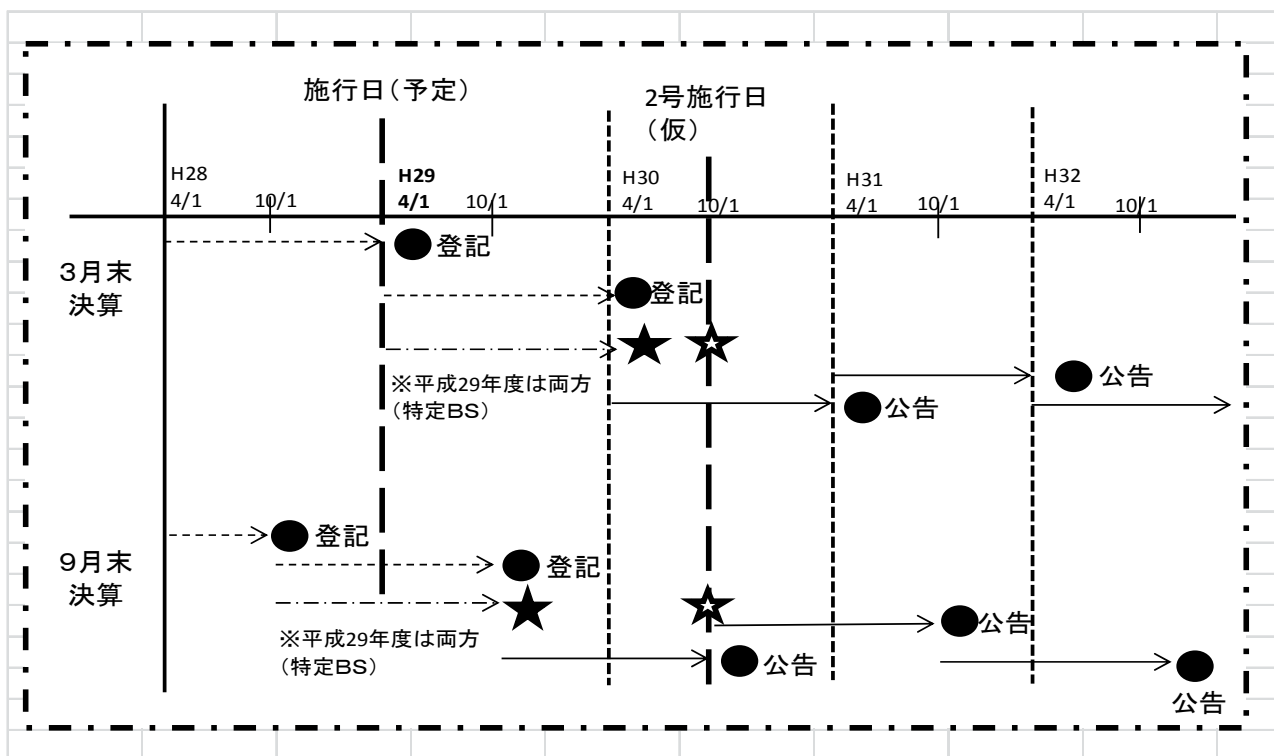 施行日(予定)
2号施行日
(仮)
H28
4/1
10/1
H29
4/1
10/1
H30
4/1
10/1
H31
4/1
10/1
H32
4/1
10/1
3月末
決算
登記
登記
※平成29年度は両方
(特定BS)
公告
公告
9月末
決算
登記
登記
※平成29年度は両方
(特定BS)
公告
公告
公告